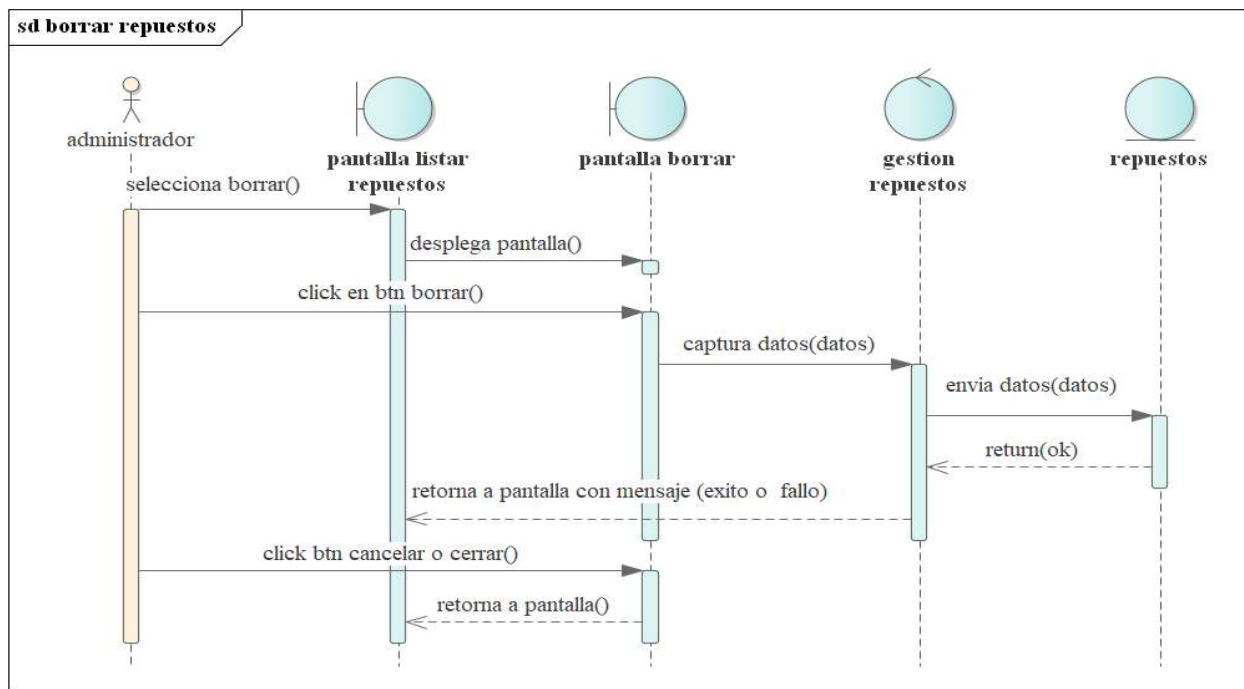 sd borrar repuestos
administrador
pantalla listar
repuestos
pantalla borrar
gestion
repuestos
repuestos
selecciona borrar()
desplega pantalla()
click en btn borrar()
captura datos(datos)
envia datos(datos)
return(ok)
retorna a pantalla con mensaje (exito o fallo)
click btn cancelar o cerrar()
retorna a pantalla()